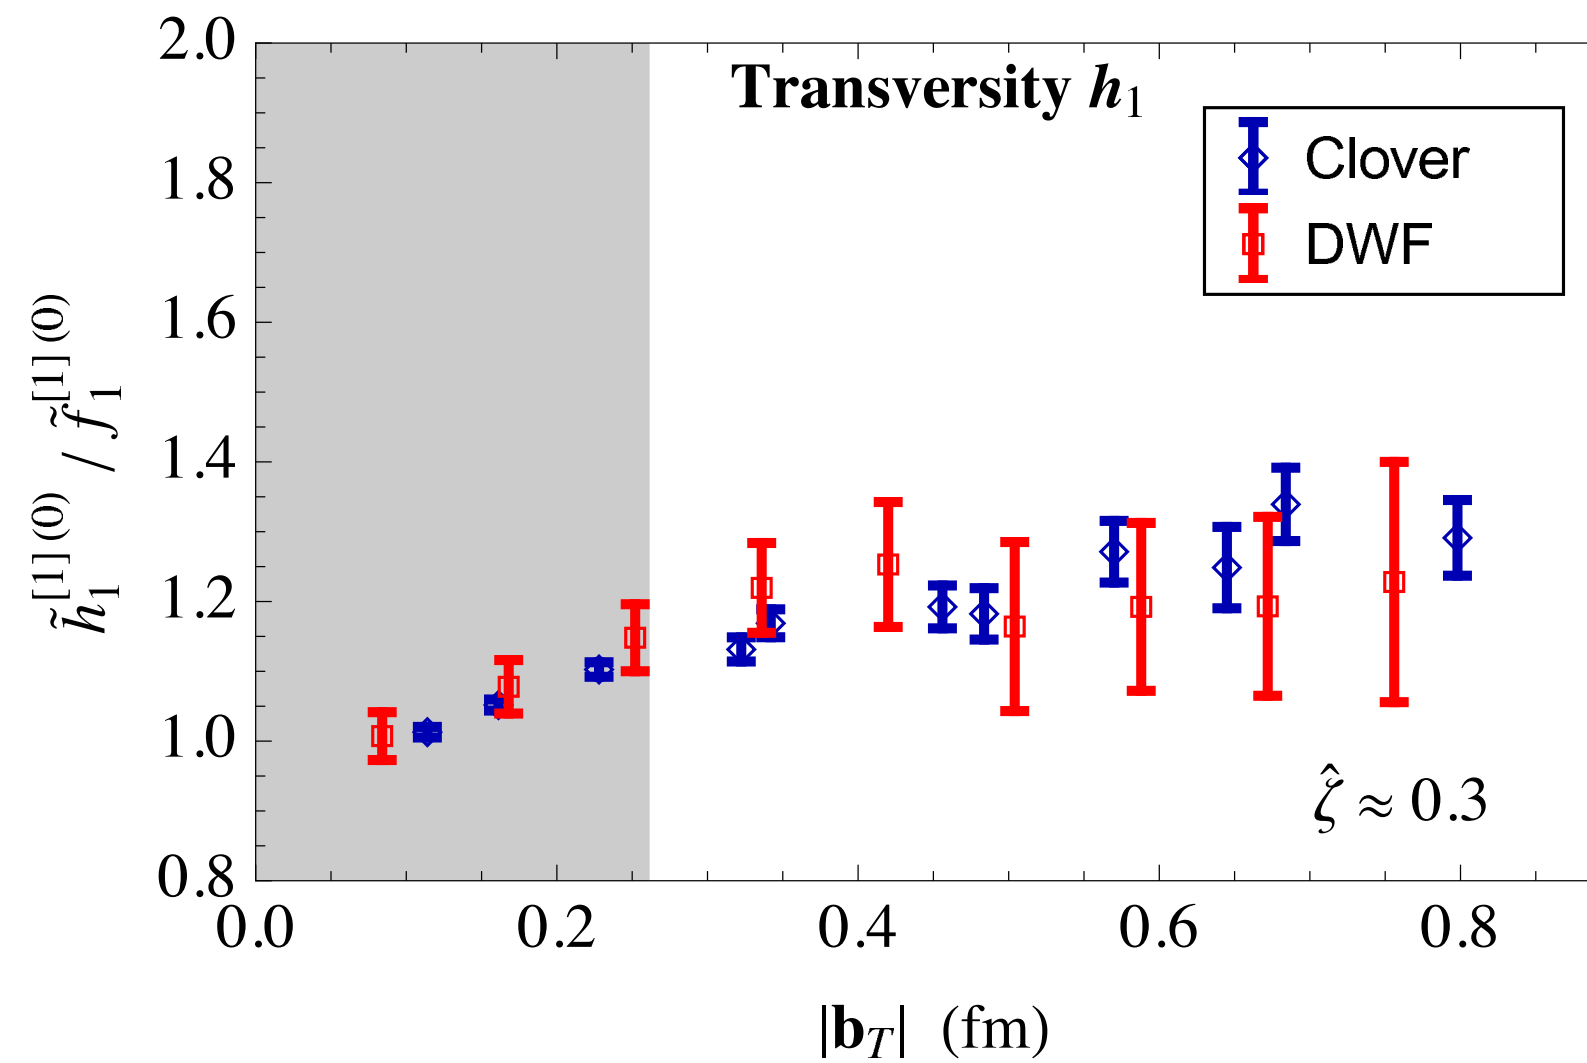 Transversity h₁
Clover
DWF
ζ̂ ≈ 0.3
2.0
1.8
1.6
1.4
1.2
1.0
0.8
0.0 0.2 0.4 0.6 0.8
|b_T| (fm)
h̃₁^[1](0) / f̃₁^[1](0)